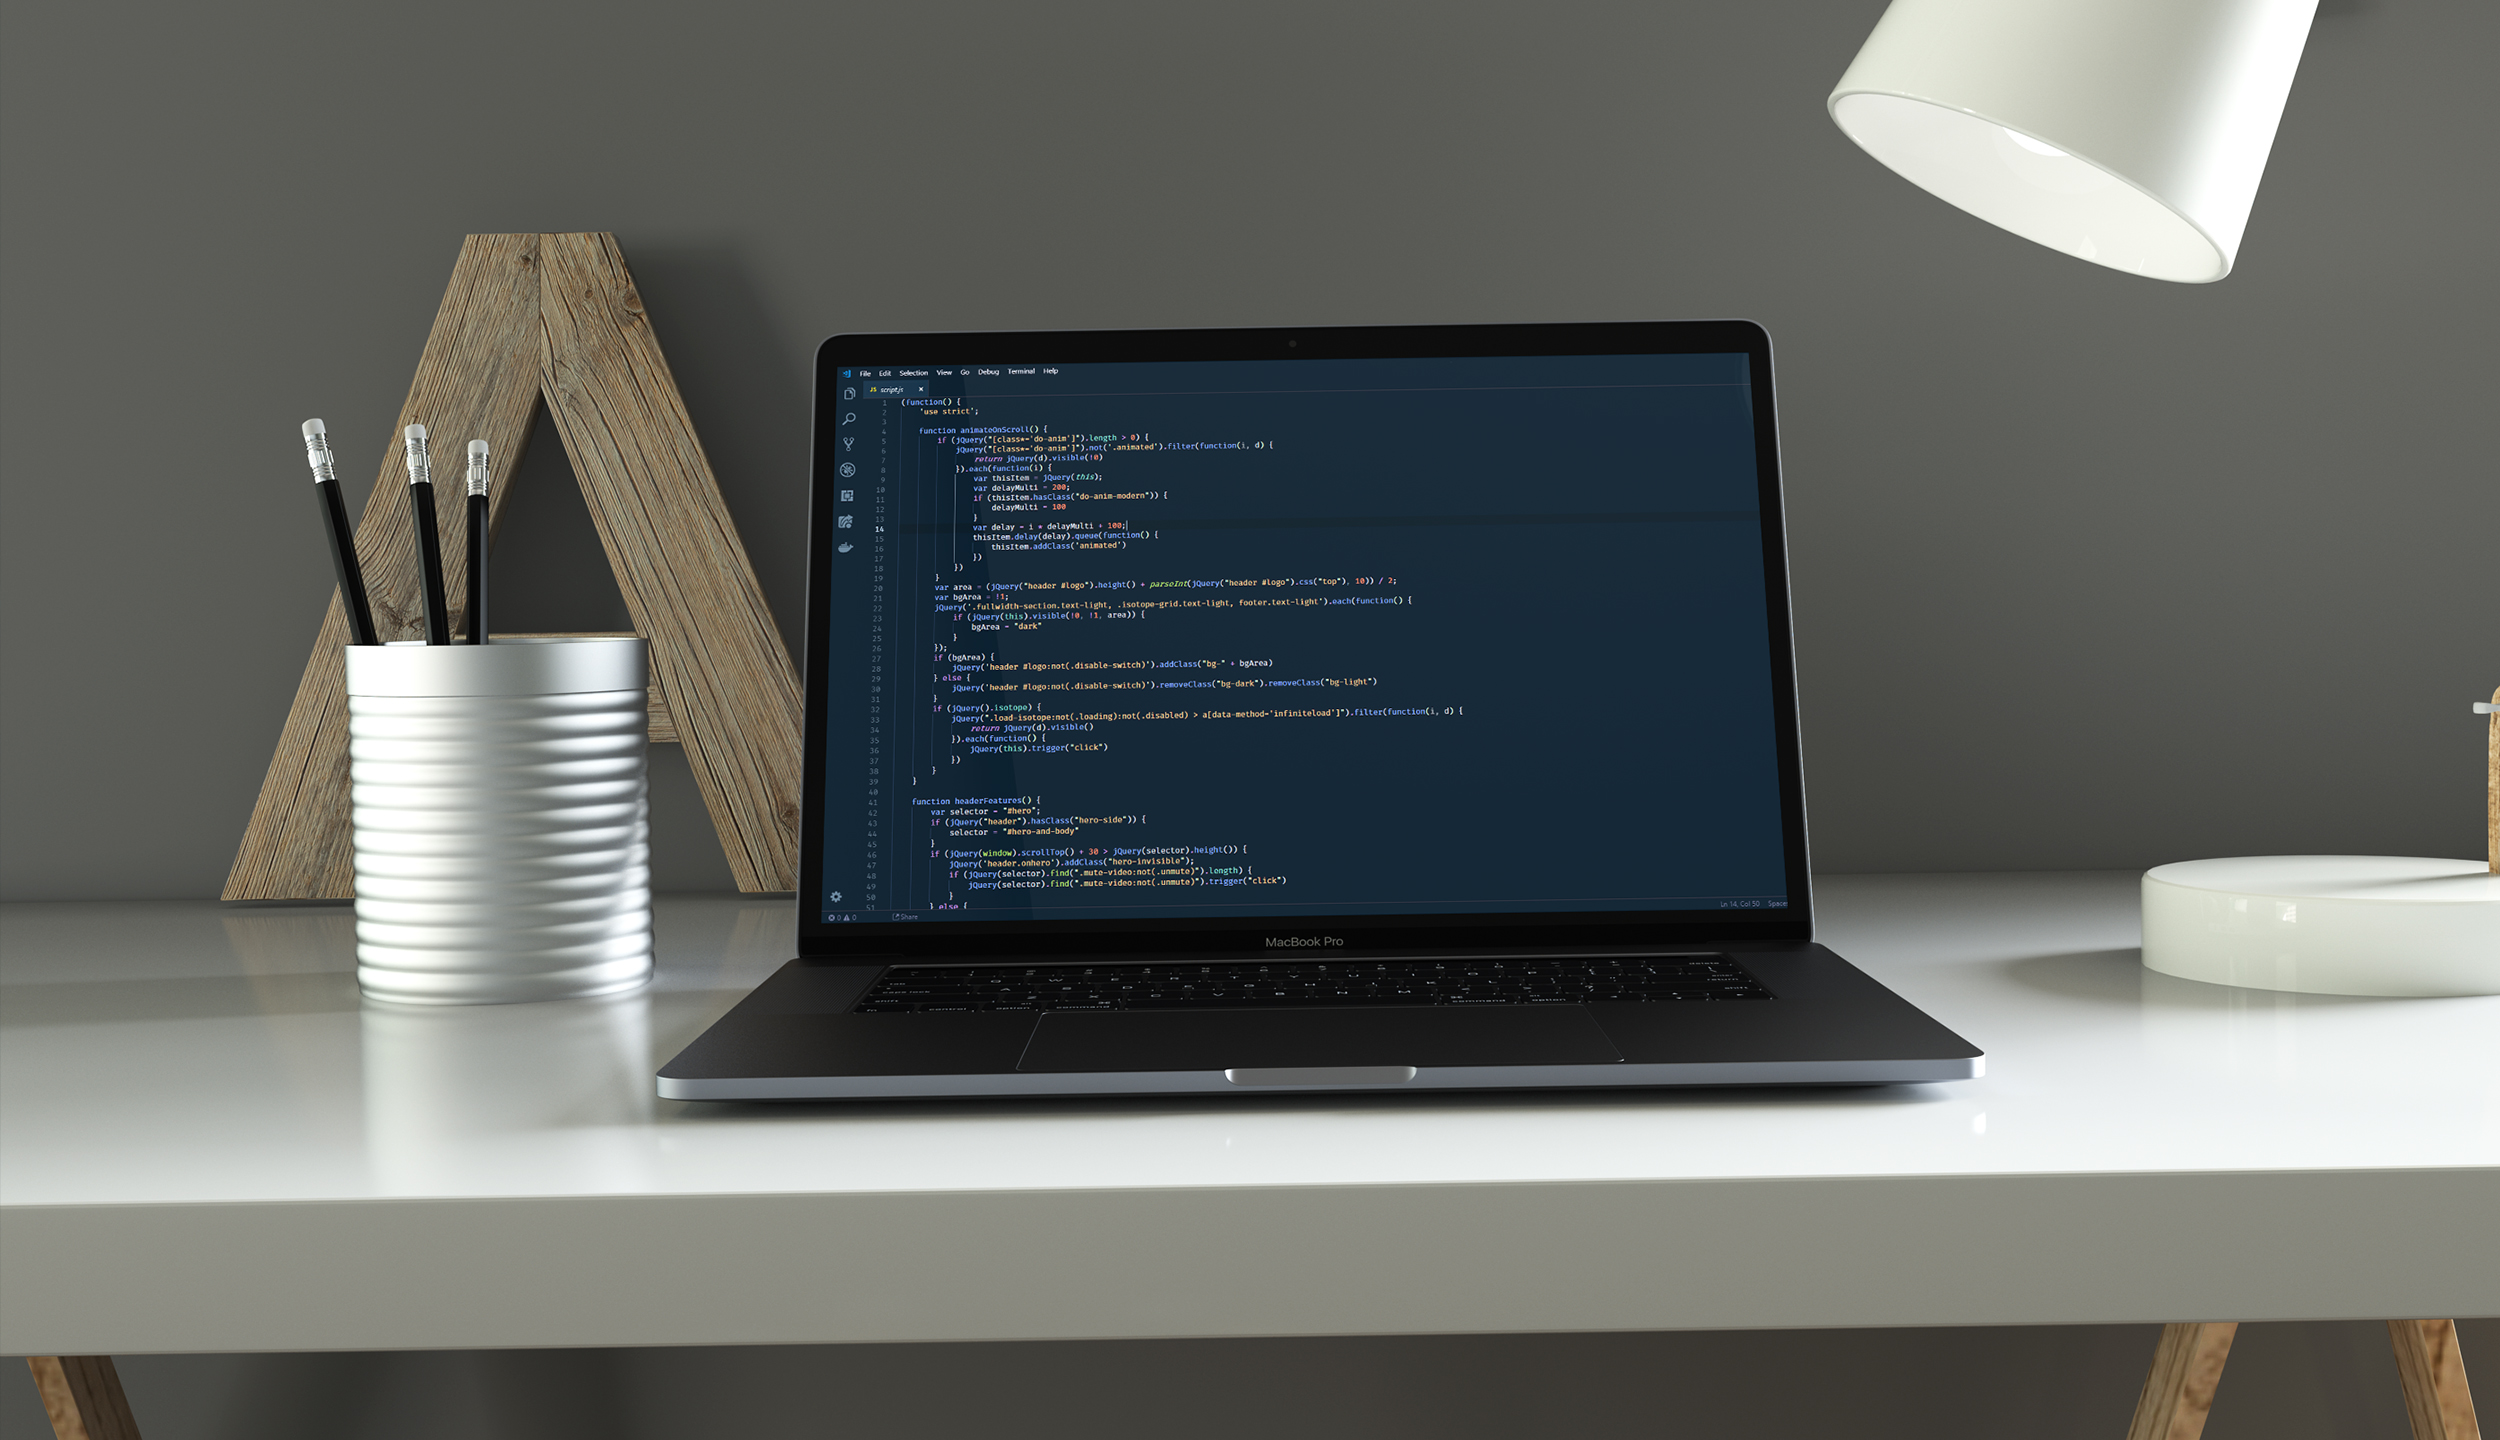 File Edit Selection View Go Debug Terminal Help
JS script.js ×
1 (function() {
2 'use strict';
3
4 function animateOnScroll() {
5 if (jQuery("[class*='do-anim']").length > 0) {
6 jQuery("[class*='do-anim']").not('.animated').filter(function(i, d) {
7 return jQuery(d).visible(!0)
8 }).each(function(i) {
9 var thisItem = jQuery(this);
10 var delayMulti = 200;
11 if (thisItem.hasClass("do-anim-modern")) {
12 delayMulti = 100
13 }
14 var delay = i * delayMulti + 100;
15 thisItem.delay(delay).queue(function() {
16 thisItem.addClass('animated')
17 })
18 })
19 }
20 var area = (jQuery("header #logo").height() + parseInt(jQuery("header #logo").css("top"), 10)) / 2;
21 var bgArea = !1;
22 jQuery('.fullwidth-section.text-light, .isotope-grid.text-light, footer.text-light').each(function() {
23 if (jQuery(this).visible(!0, !1, area)) {
24 bgArea = "dark"
25 }
26 });
27 if (bgArea) {
28 jQuery('header #logo:not(.disable-switch)').addClass("bg-" + bgArea)
29 } else {
30 jQuery('header #logo:not(.disable-switch)').removeClass("bg-dark").removeClass("bg-light")
31 }
32 if (jQuery().isotope) {
33 jQuery(".load-isotope:not(.loading):not(.disabled) > a[data-method='infiniteload']").filter(function(i, d) {
34 return jQuery(d).visible()
35 }).each(function() {
36 jQuery(this).trigger("click")
37 })
38 }
39 }
40
41 function headerFeatures() {
42 var selector = "#hero";
43 if (jQuery("header").hasClass("hero-side")) {
44 selector = "#hero-and-body"
45 }
46 if (jQuery(window).scrollTop() + 30 > jQuery(selector).height()) {
47 jQuery('header.onhero').addClass("hero-invisible");
48 if (jQuery(selector).find(".mute-video:not(.unmute)").length) {
49 jQuery(selector).find(".mute-video:not(.unmute)").trigger("click")
50 }
51 } else {
0 0 Share Ln 14, Col 50 Spaces
MacBook Pro